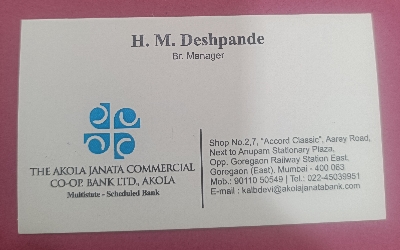 H. M. Deshpande
Br. Manager
THE AKOLA JANATA COMMERCIAL
CO-OP. BANK LTD., AKOLA
Multistate - Scheduled Bank
Shop No.2,7, "Accord Classic", Aarey Road,
Next to Anupam Stationary Plaza,
Opp. Goregaon Railway Station East,
Goregaon (East), Mumbai - 400 063
Mob.: 90110 50549 | Tel.: 022-45039951
E-mail : kalbdevi@akolajanatabank.com